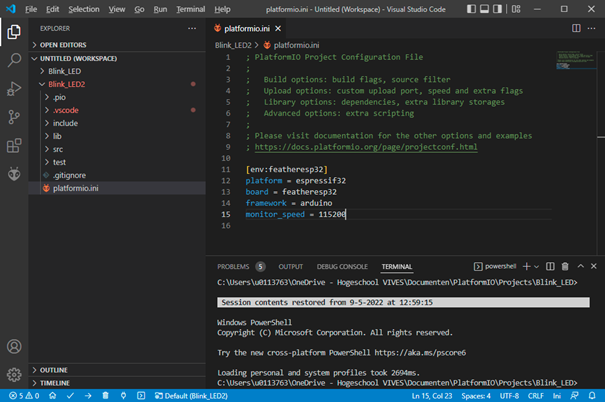 File Edit Selection View Go Run Terminal Help platformio.ini - Untitled (Workspace) - Visual Studio Code
EXPLORER
OPEN EDITORS
UNTITLED (WORKSPACE)
Blink_LED
Blink_LED2
.pio
.vscode
include
lib
src
test
.gitignore
platformio.ini
OUTLINE
TIMELINE
platformio.ini
Blink_LED2 > platformio.ini
1 ; PlatformIO Project Configuration File
2 ;
3 ; Build options: build flags, source filter
4 ; Upload options: custom upload port, speed and extra flags
5 ; Library options: dependencies, extra library storages
6 ; Advanced options: extra scripting
7 ;
8 ; Please visit documentation for the other options and examples
9 ; https://docs.platformio.org/page/projectconf.html
10
11 [env:featheresp32]
12 platform = espressif32
13 board = featheresp32
14 framework = arduino
15 monitor_speed = 115200
16
PROBLEMS 5 OUTPUT DEBUG CONSOLE TERMINAL powershell
C:\Users\u0113763\OneDrive - Hogeschool VIVES\Documenten\PlatformIO\Projects\Blink_LED>
Session contents restored from 9-5-2022 at 12:59:15
Windows PowerShell
Copyright (C) Microsoft Corporation. All rights reserved.
Try the new cross-platform PowerShell https://aka.ms/pscore6
Loading personal and system profiles took 2694ms.
C:\Users\u0113763\OneDrive - Hogeschool VIVES\Documenten\PlatformIO\Projects\Blink_LED>
5 0 Default (Blink_LED2) Ln 15, Col 23 Spaces: 4 UTF-8 CRLF Ini